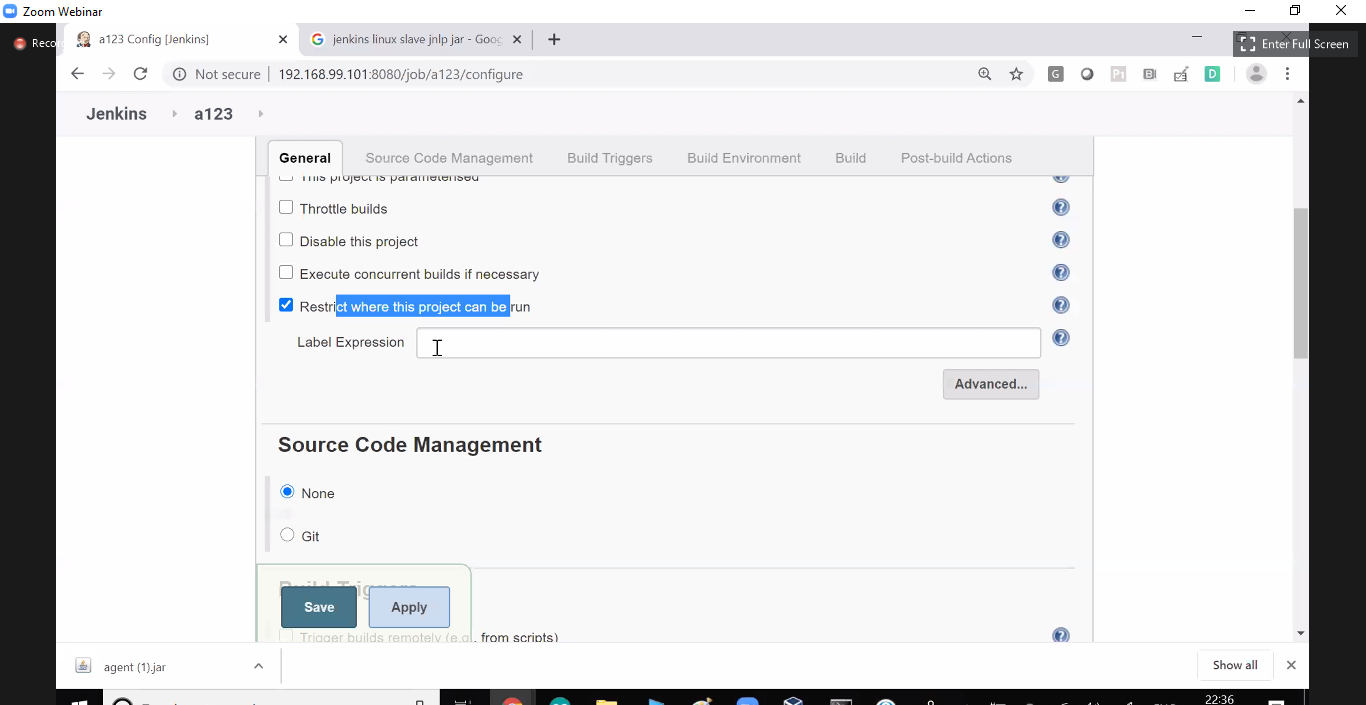 Zoom Webinar
Recor
a123 Config [Jenkins]
jenkins linux slave jnlp jar - Goog
Enter Full Screen
Not secure
192.168.99.101:8080/job/a123/configure
Jenkins
a123
General
Source Code Management
Build Triggers
Build Environment
Build
Post-build Actions
This project is parameterised
Throttle builds
Disable this project
Execute concurrent builds if necessary
Restrict where this project can be run
Label Expression
Advanced...
Source Code Management
None
Git
Build Triggers
Save
Apply
Trigger builds remotely (e.g., from scripts)
agent (1).jar
Show all
22:36